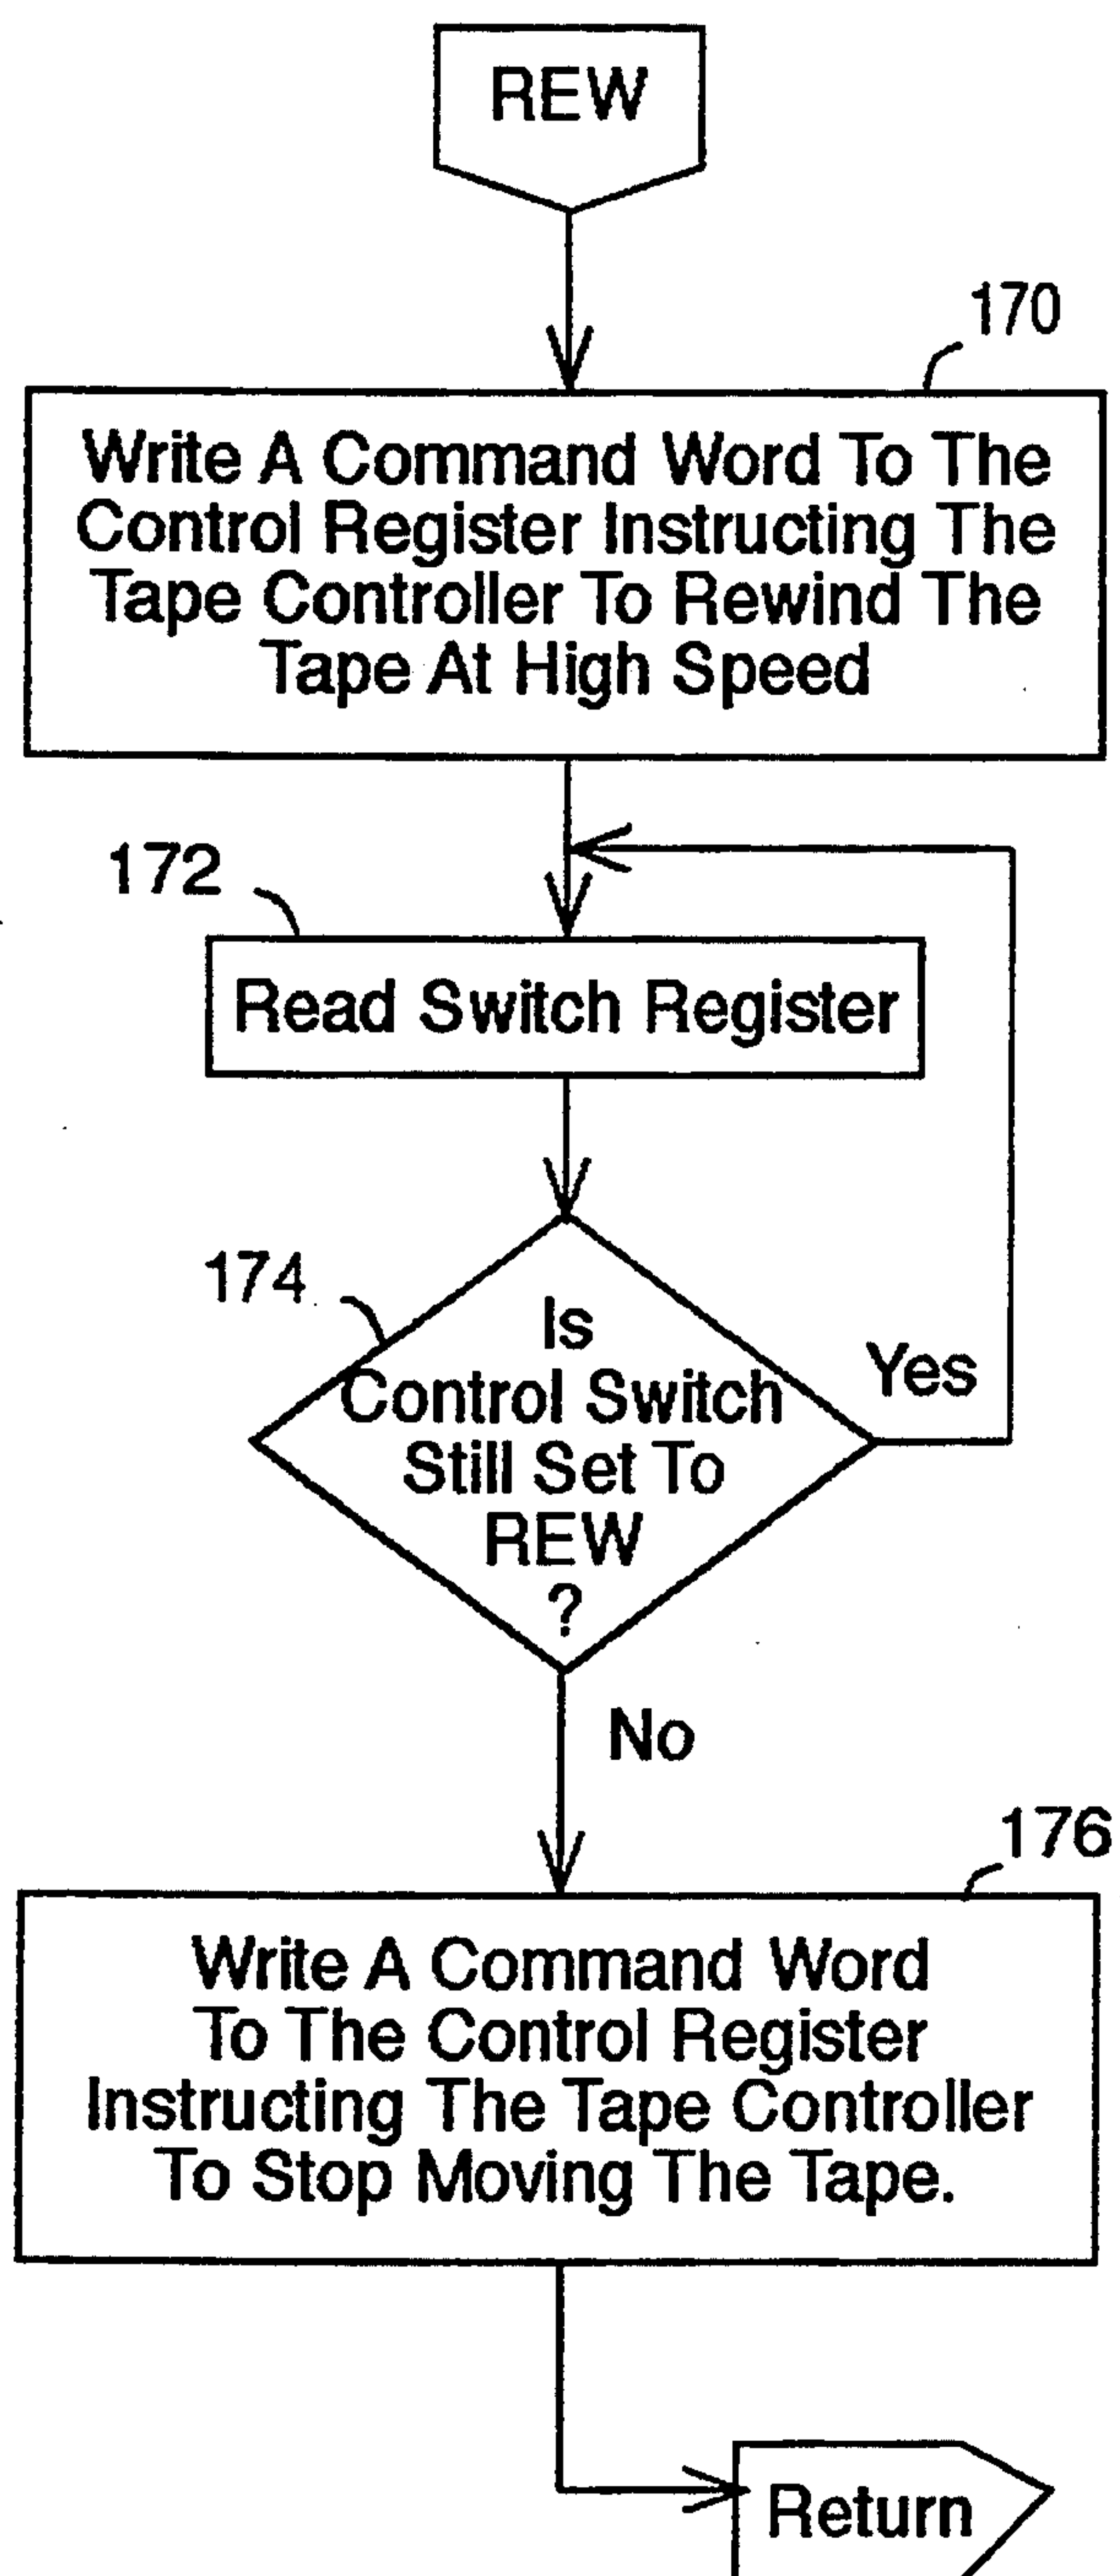 REW
170
Write A Command Word To The
Control Register Instructing The
Tape Controller To Rewind The
Tape At High Speed
172
Read Switch Register
174
Is
Control Switch
Still Set To
REW
?
Yes
No
176
Write A Command Word
To The Control Register
Instructing The Tape Controller
To Stop Moving The Tape.
Return